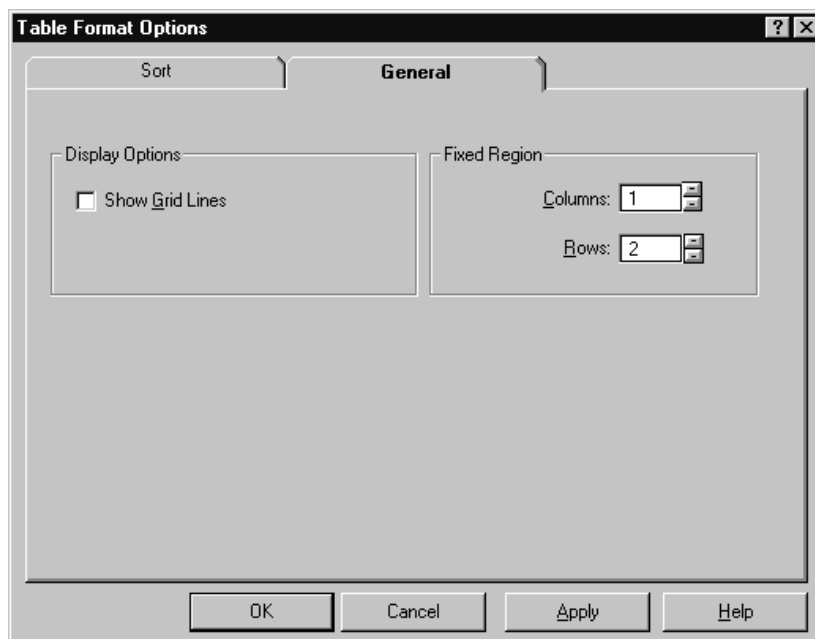 Table Format Options
Sort
General
Display Options
Show Grid Lines
Fixed Region
Columns: 1
Rows: 2
OK
Cancel
Apply
Help